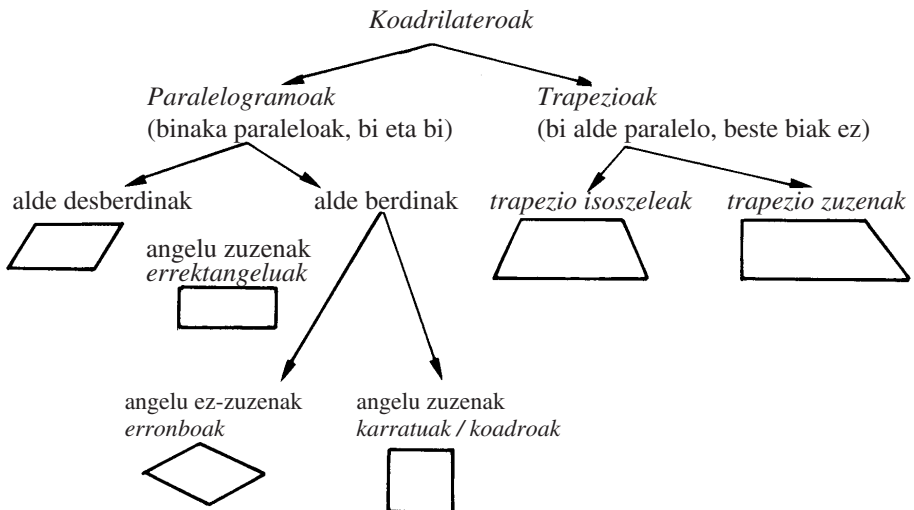 Koadrilateroak
Paralelogramoak
(binaka paraleloak, bi eta bi)
Trapezioak
(bi alde paralelo, beste biak ez)
alde desberdinak
alde berdinak
trapezio isoszeleak
trapezio zuzenak
angelu zuzenak
errektangeluak
angelu ez-zuzenak
erronboak
angelu zuzenak
karratuak / koadroak